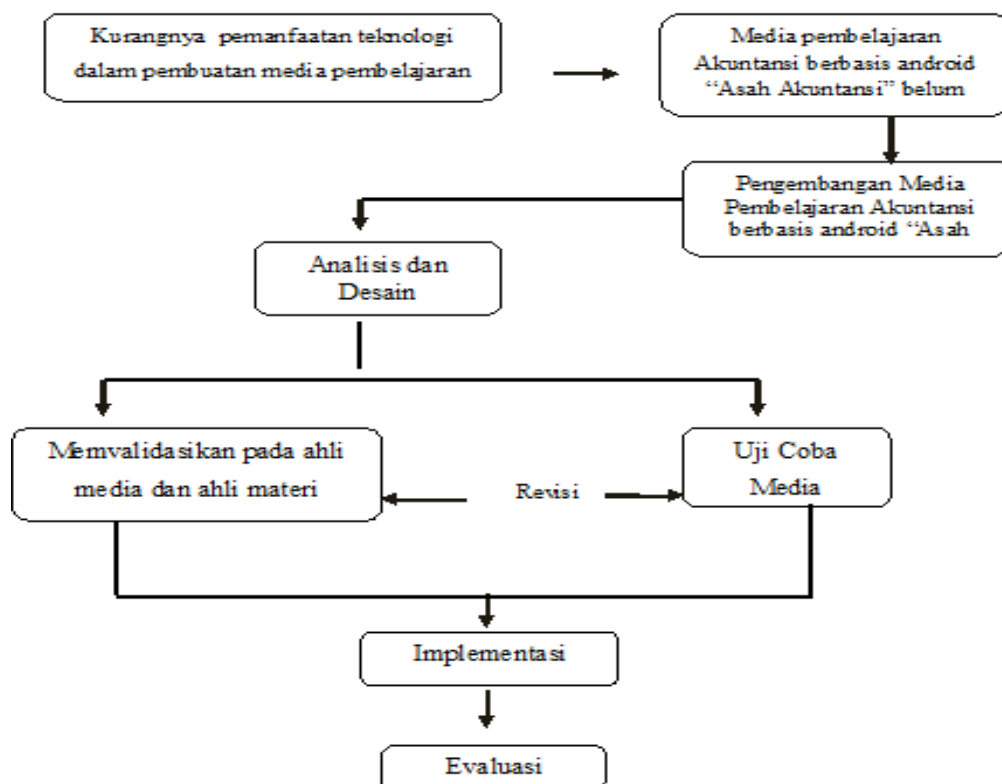 Kurangnya pemanfaatan teknologi
dalam pembuatan media pembelajaran
Media pembelajaran
Akuntansi berbasis android
“Asah Akuntansi” belum
Pengembangan Media
Pembelajaran Akuntansi
berbasis android “Asah
Analisis dan
Desain
Memvalidasikan pada ahli
media dan ahli materi
Revisi
Uji Coba
Media
Implementasi
Evaluasi